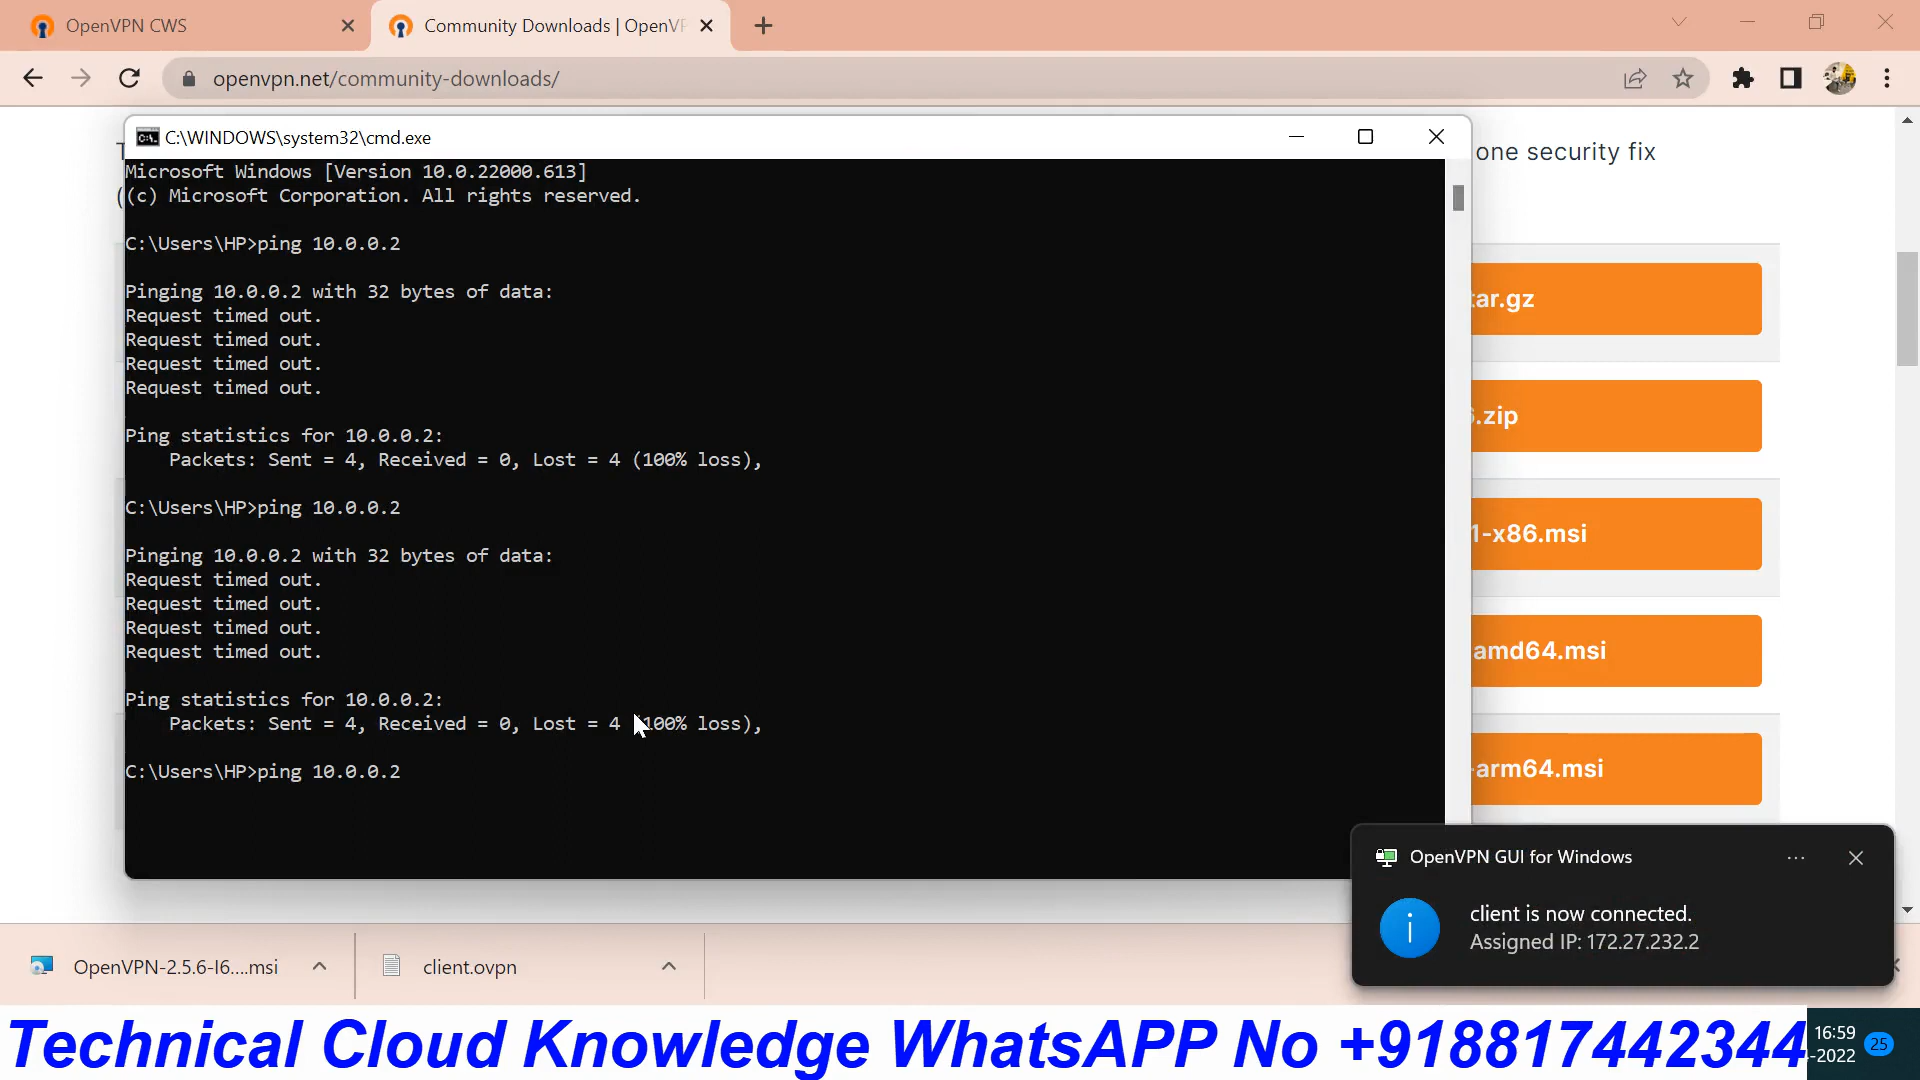 OpenVPN CWS
Community Downloads | OpenVP
openvpn.net/community-downloads/
C:\WINDOWS\system32\cmd.exe
one security fix
Microsoft Windows [Version 10.0.22000.613]
(c) Microsoft Corporation. All rights reserved.
C:\Users\HP>ping 10.0.0.2
Pinging 10.0.0.2 with 32 bytes of data:
Request timed out.
Request timed out.
Request timed out.
Request timed out.
Ping statistics for 10.0.0.2:
Packets: Sent = 4, Received = 0, Lost = 4 (100% loss),
C:\Users\HP>ping 10.0.0.2
Pinging 10.0.0.2 with 32 bytes of data:
Request timed out.
Request timed out.
Request timed out.
Request timed out.
Ping statistics for 10.0.0.2:
Packets: Sent = 4, Received = 0, Lost = 4 (100% loss),
C:\Users\HP>ping 10.0.0.2
tar.gz
.zip
1-x86.msi
amd64.msi
-arm64.msi
OpenVPN GUI for Windows
client is now connected.
Assigned IP: 172.27.232.2
OpenVPN-2.5.6-I6....msi
client.ovpn
Technical Cloud Knowledge WhatsAPP No +918817442344
16:59
-2022
25